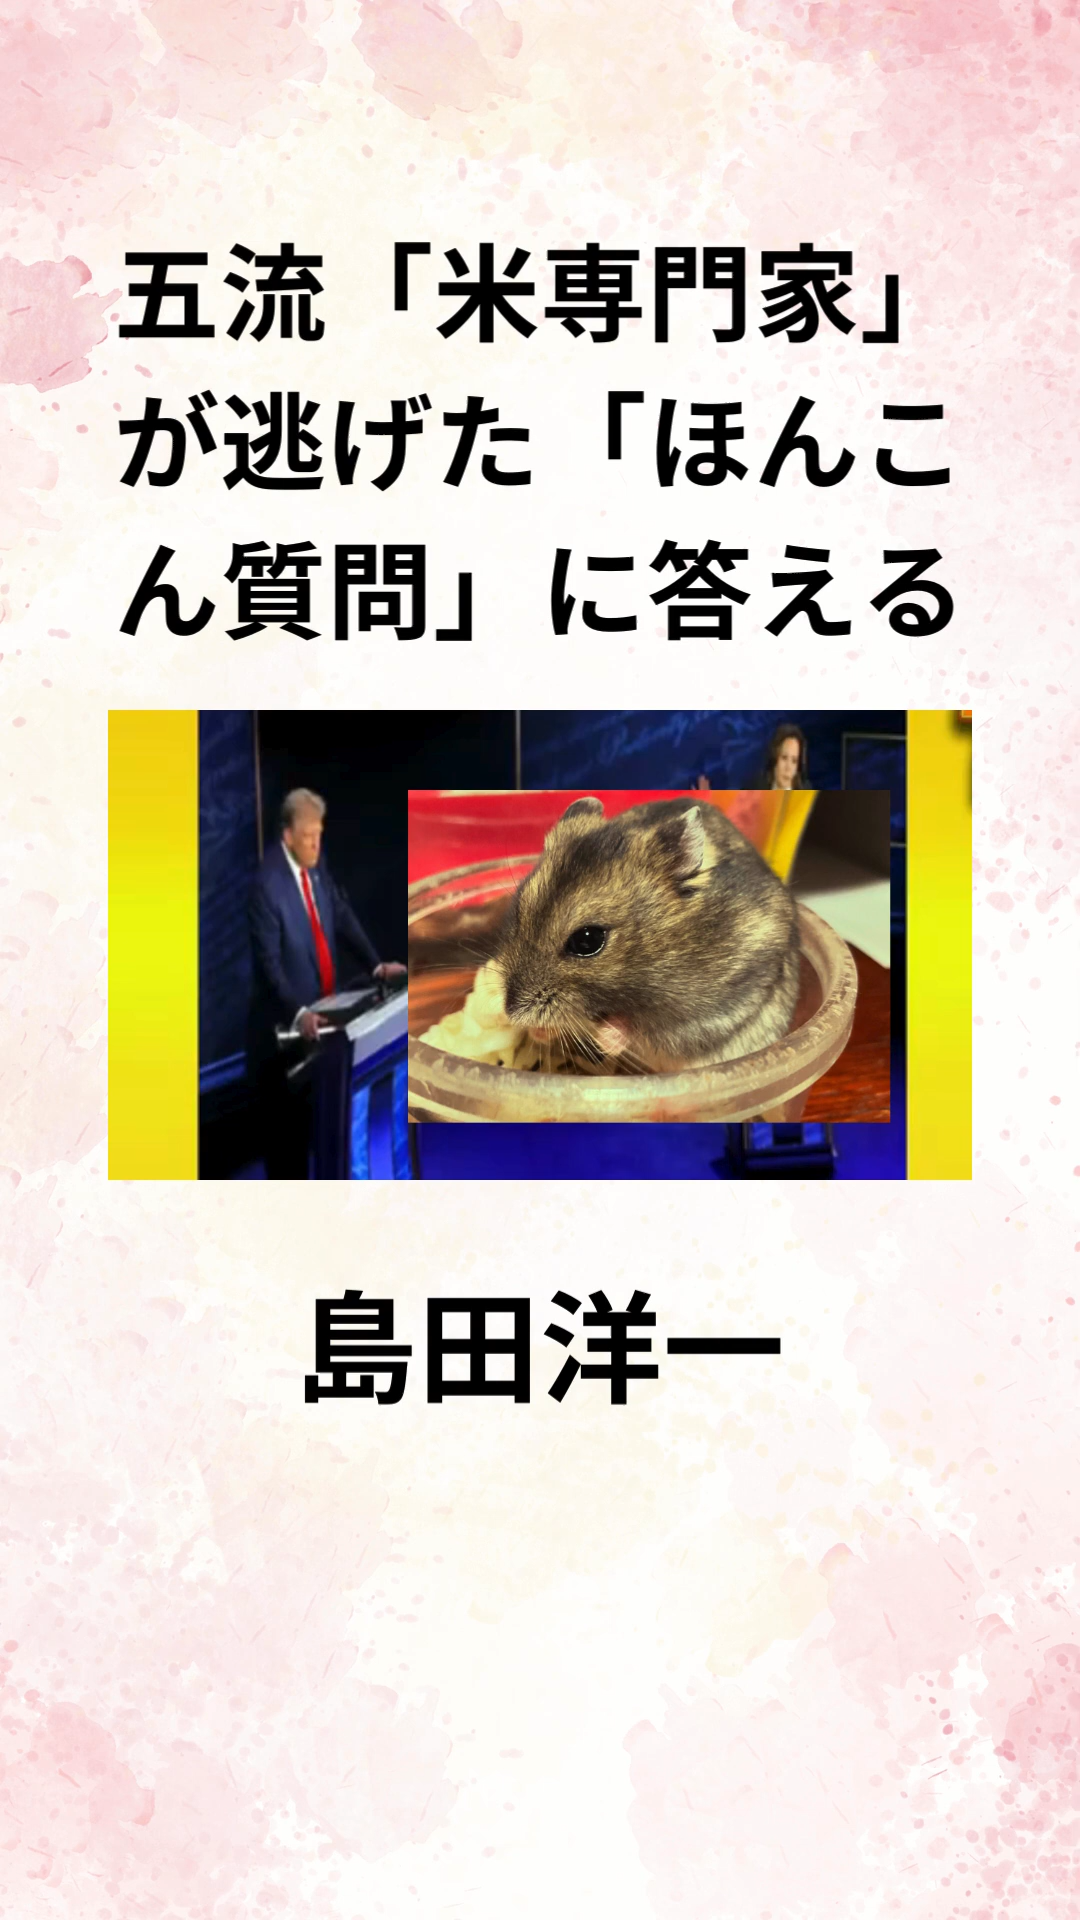 五流「米専門家」
が逃げた「ほんこ
ん質問」に答える
島田洋一